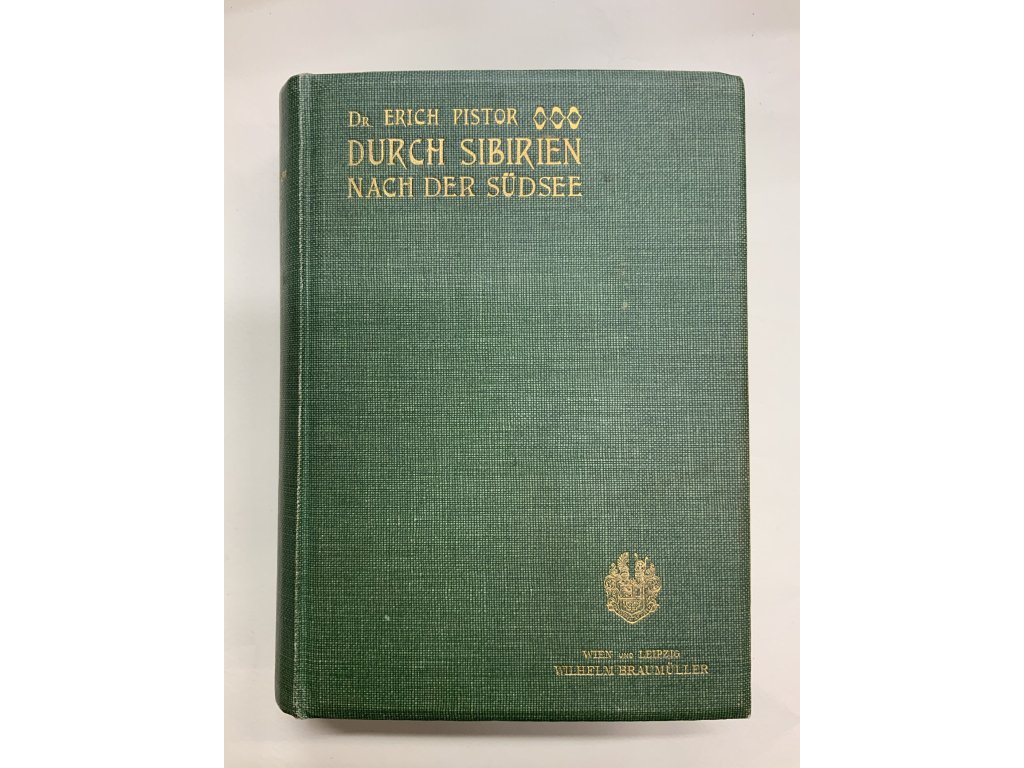 DR. ERICH PISTOR
DURCH SIBIRIEN
NACH DER SÜDSEE
WIEN UND LEIPZIG
WILHELM BRAUMÜLLER